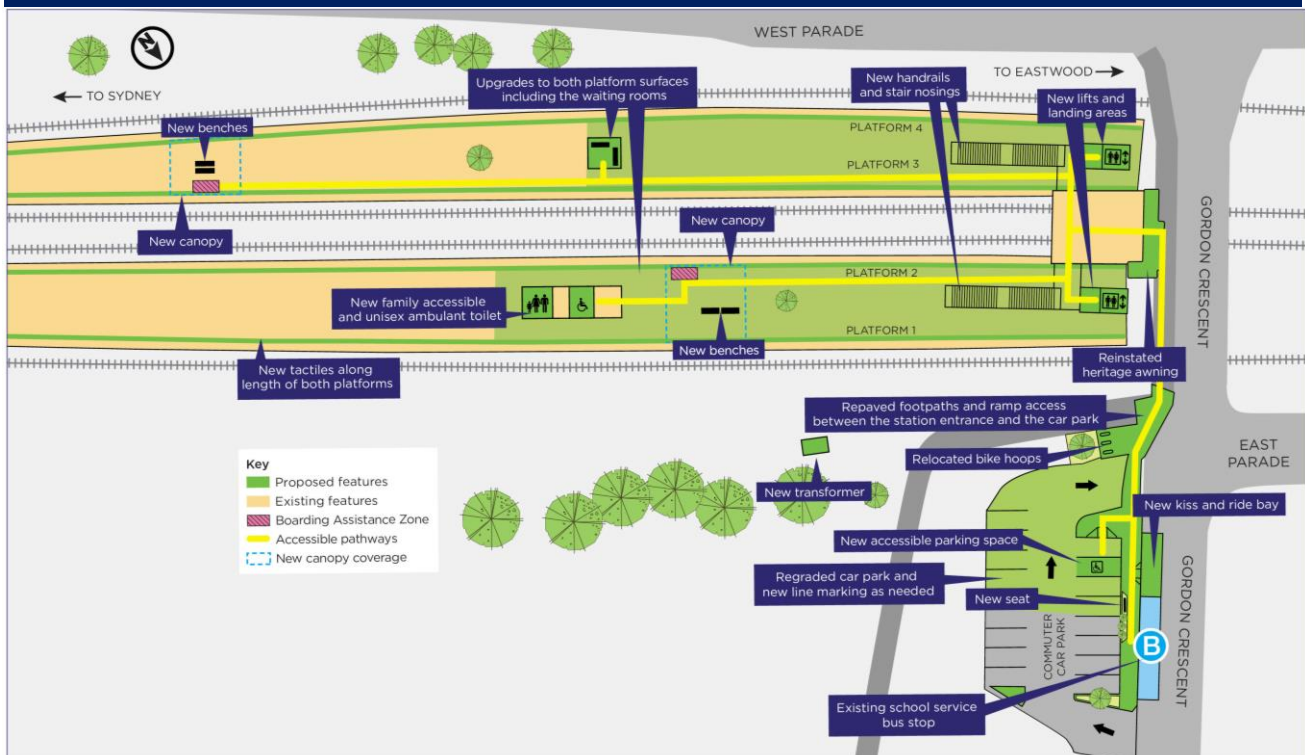 WEST PARADE
N
← TO SYDNEY
TO EASTWOOD →
Upgrades to both platform surfaces
including the waiting rooms
New handrails
and stair nosings
New lifts and
landing areas
New benches
PLATFORM 4
PLATFORM 3
New canopy
New canopy
GORDON CRESCENT
PLATFORM 2
New family accessible
and unisex ambulant toilet
PLATFORM 1
New benches
New tactiles along
length of both platforms
Reinstated
heritage awning
Repaved footpaths and ramp access
between the station entrance and the car park
EAST
PARADE
Relocated bike hoops
New transformer
Key
Proposed features
Existing features
Boarding Assistance Zone
Accessible pathways
New canopy coverage
New kiss and ride bay
New accessible parking space
Regraded car park and
new line marking as needed
New seat
COMMUTER
CAR PARK
B
GORDON CRESCENT
Existing school service
bus stop